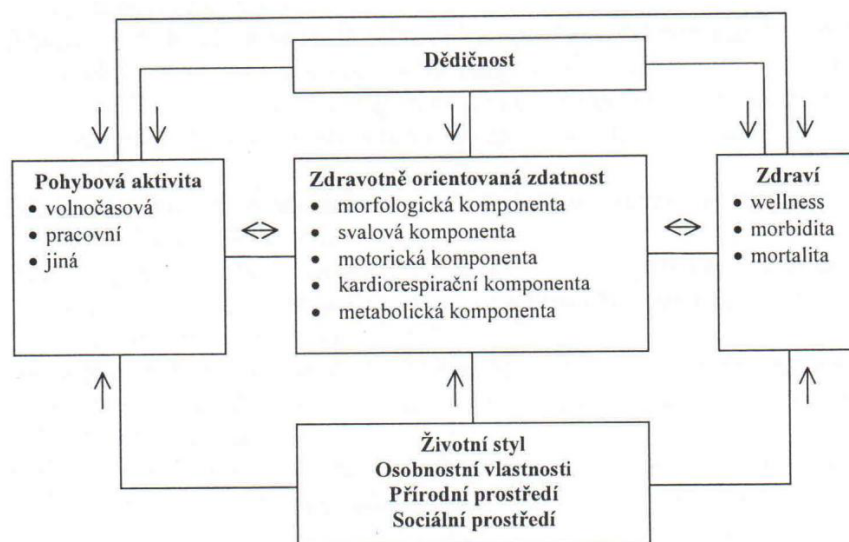 Dědičnost
Pohybová aktivita
• volnočasová
• pracovní
• jiná
Zdravotně orientovaná zdatnost
• morfologická komponenta
• svalová komponenta
• motorická komponenta
• kardiorespirační komponenta
• metabolická komponenta
Zdraví
• wellness
• morbidita
• mortalita
Životní styl
Osobnostní vlastnosti
Přírodní prostředí
Sociální prostředí